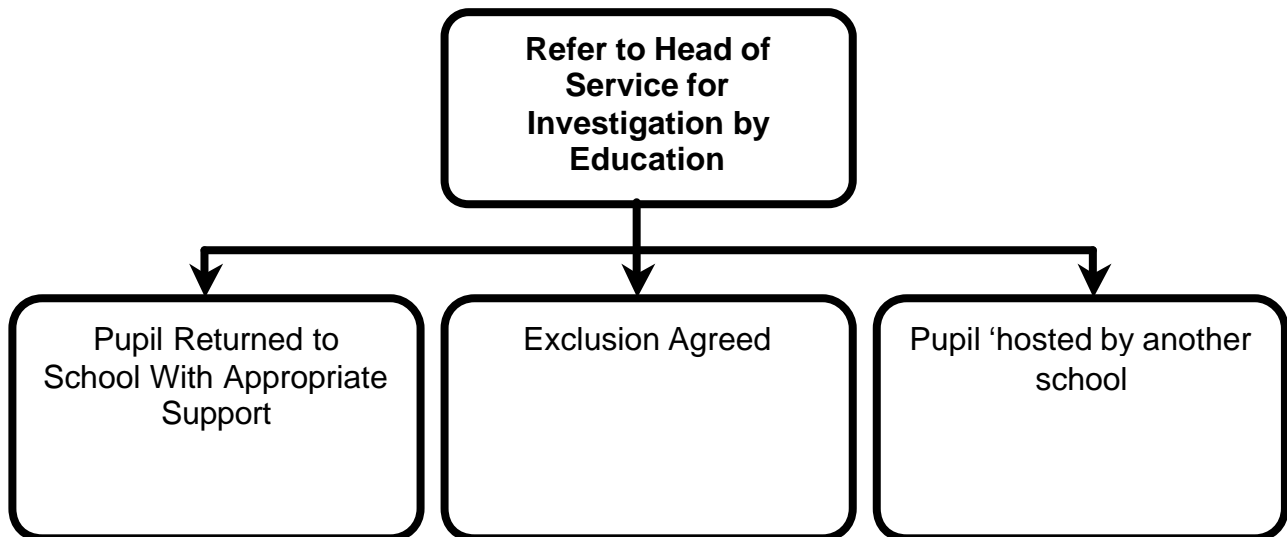 Refer to Head of
Service for
Investigation by
Education
Pupil Returned to
School With Appropriate
Support
Exclusion Agreed
Pupil ‘hosted by another
school